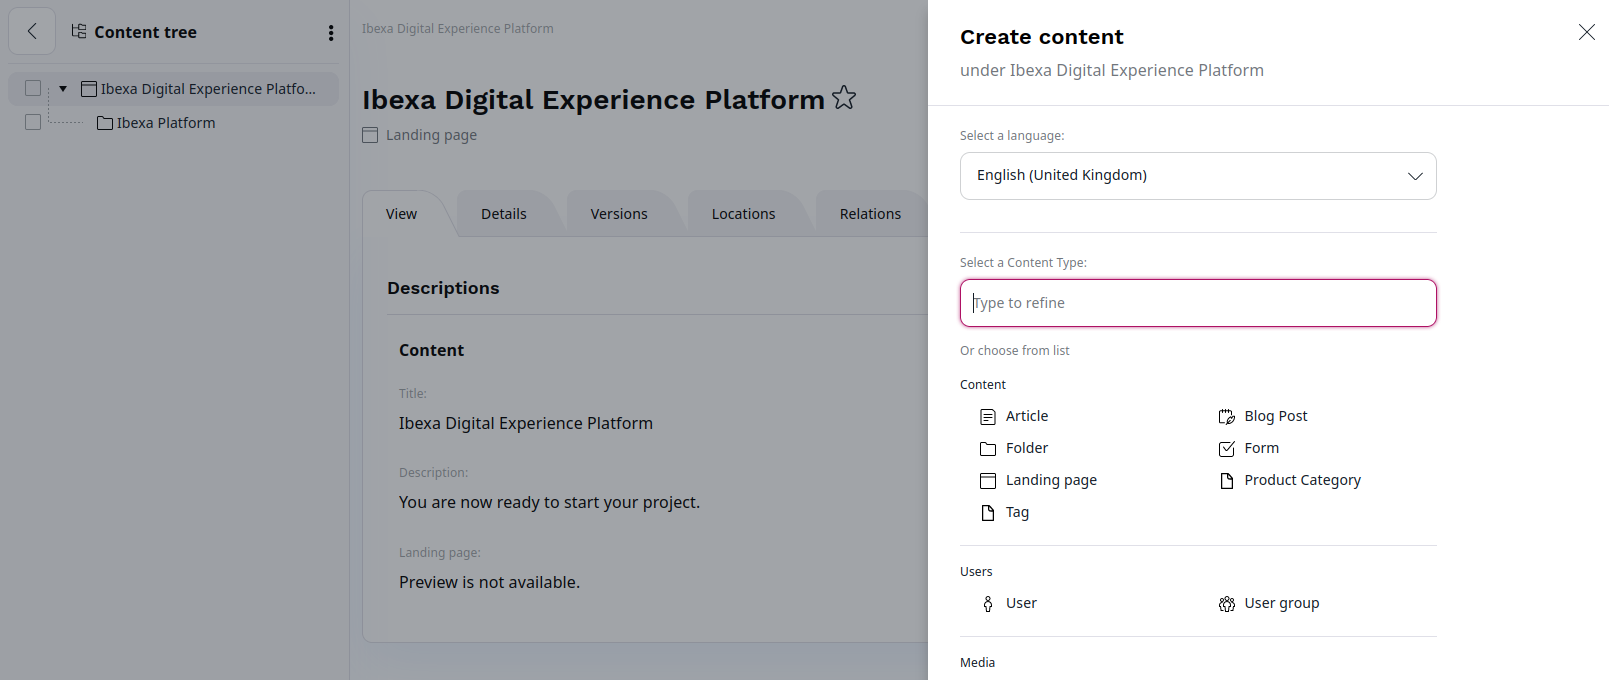 Content tree
Ibexa Digital Experience Platfo...
Ibexa Platform
Ibexa Digital Experience Platform
Ibexa Digital Experience Platform
Landing page
View
Details
Versions
Locations
Relations
Descriptions
Content
Title:
Ibexa Digital Experience Platform
Description:
You are now ready to start your project.
Landing page:
Preview is not available.
Create content
under Ibexa Digital Experience Platform
Select a language:
English (United Kingdom)
Select a Content Type:
Type to refine
Or choose from list
Content
Article
Blog Post
Folder
Form
Landing page
Product Category
Tag
Users
User
User group
Media